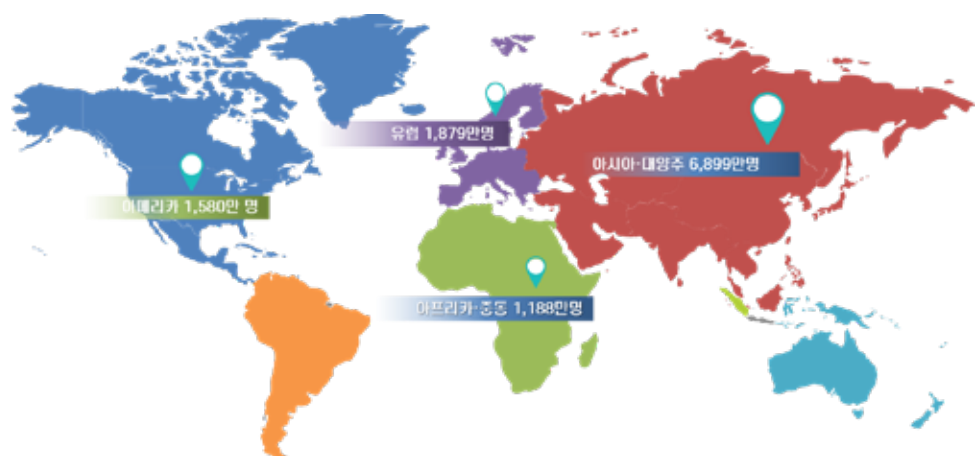 유럽 1,879만명
아시아·대양주 6,899만명
아메리카 1,580만 명
아프리카·중동 1,188만명